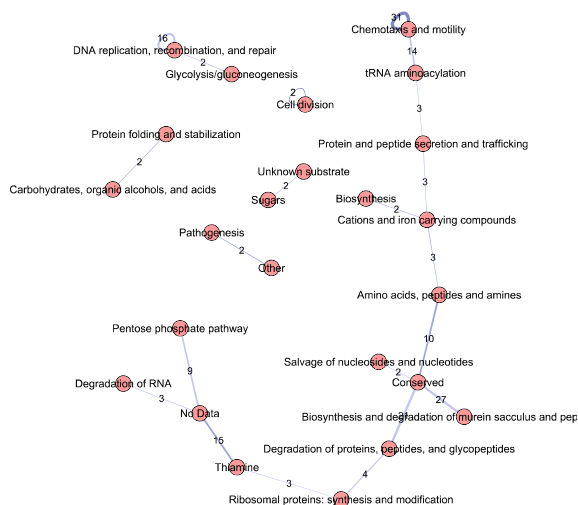 31
Chemotaxis and motility
16
DNA replication, recombination, and repair
14
2
Glycolysis/gluconeogenesis
tRNA aminoacylation
2
Cell division
3
Protein folding and stabilization
Protein and peptide secretion and trafficking
2
Unknown substrate
3
Carbohydrates, organic alcohols, and acids
2
Sugars
Biosynthesis
2
Cations and iron carrying compounds
Pathogenesis
2
3
Other
Amino acids, peptides and amines
Pentose phosphate pathway
10
Salvage of nucleosides and nucleotides
9
2
Degradation of RNA
Conserved
3
27
No Data
Biosynthesis and degradation of murein sacculus and pep
15
Degradation of proteins, peptides, and glycopeptides
Thiamine
4
3
Ribosomal proteins: synthesis and modification